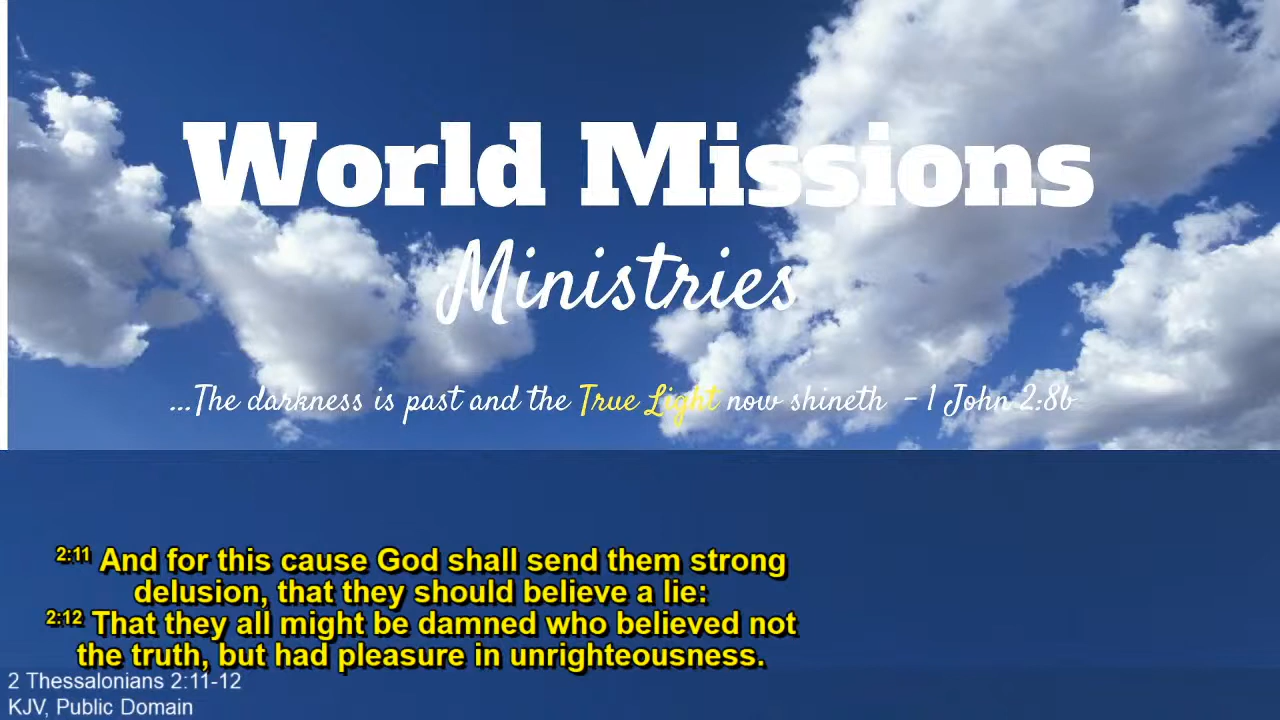 World Missions
Ministries
...The darkness is past and the True Light now shineth - 1 John 2:8b
2:11 And for this cause God shall send them strong
delusion, that they should believe a lie:
2:12 That they all might be damned who believed not
the truth, but had pleasure in unrighteousness.
2 Thessalonians 2:11-12
KJV, Public Domain